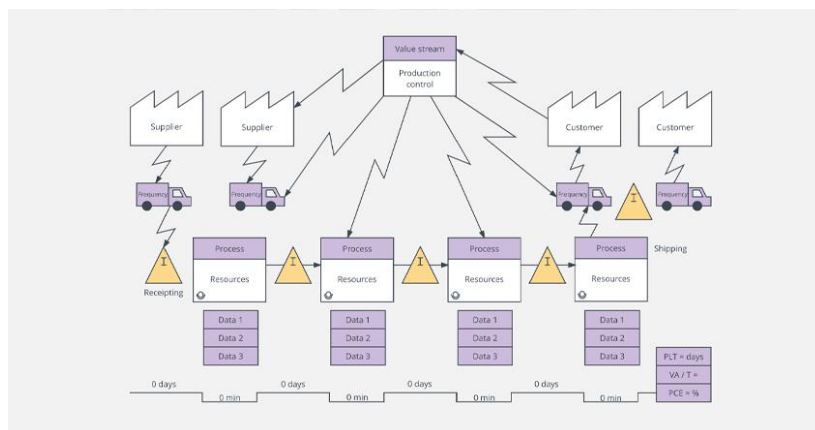 Value stream
Production
control
Supplier
Supplier
Customer
Customer
Frequency
Frequency
Frequency
Frequency
I
I
Receipting
Process
Resources
I
Process
Resources
I
Process
Resources
I
Process
Resources
Shipping
Data 1
Data 2
Data 3
Data 1
Data 2
Data 3
Data 1
Data 2
Data 3
Data 1
Data 2
Data 3
PLT = days
VA / T =
PCE = %
0 days
0 min
0 days
0 min
0 days
0 min
0 days
0 min